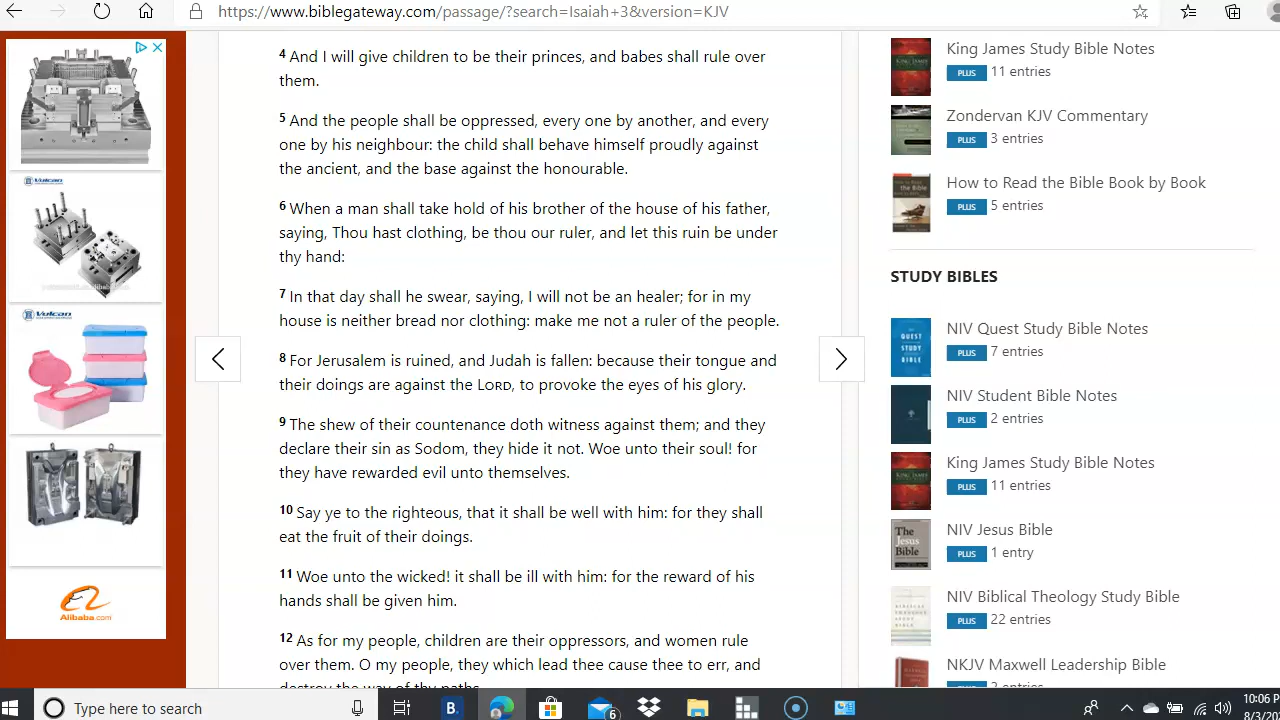 https://www.biblegateway.com/passage/?search=Isaiah+3&version=KJV
4 And I will give children to be their princes, and babes shall rule over
them.
5 And the people shall be oppressed, every one by another, and every
one by his neighbour: the child shall behave himself proudly against
the ancient, and the base against the honourable.
6 When a man shall take hold of his brother of the house of his father,
saying, Thou hast clothing, be thou our ruler, and let this ruin be under
thy hand:
7 In that day shall he swear, saying, I will not be an healer; for in my
house is neither bread nor clothing: make me not a ruler of the people.
8 For Jerusalem is ruined, and Judah is fallen: because their tongue and
their doings are against the LORD, to provoke the eyes of his glory.
9 The shew of their countenance doth witness against them; and they
declare their sin as Sodom, they hide it not. Woe unto their soul! for
they have rewarded evil unto themselves.
10 Say ye to the righteous, that it shall be well with him: for they shall
eat the fruit of their doings.
11 Woe unto the wicked! it shall be ill with him: for the reward of his
hands shall be given him.
12 As for my people, children are their oppressors, and women rule
over them. O my people, they which lead thee cause thee to err, and
Vulcan
Vulcan
Alibaba.com
King James Study Bible Notes
PLUS 11 entries
Zondervan KJV Commentary
PLUS 3 entries
How to Read the Bible Book by Book
PLUS 5 entries
STUDY BIBLES
NIV Quest Study Bible Notes
PLUS 7 entries
NIV Student Bible Notes
PLUS 2 entries
King James Study Bible Notes
PLUS 11 entries
NIV Jesus Bible
PLUS 1 entry
The Jesus Bible
NIV Biblical Theology Study Bible
PLUS 22 entries
NKJV Maxwell Leadership Bible
Type here to search
10:06 P